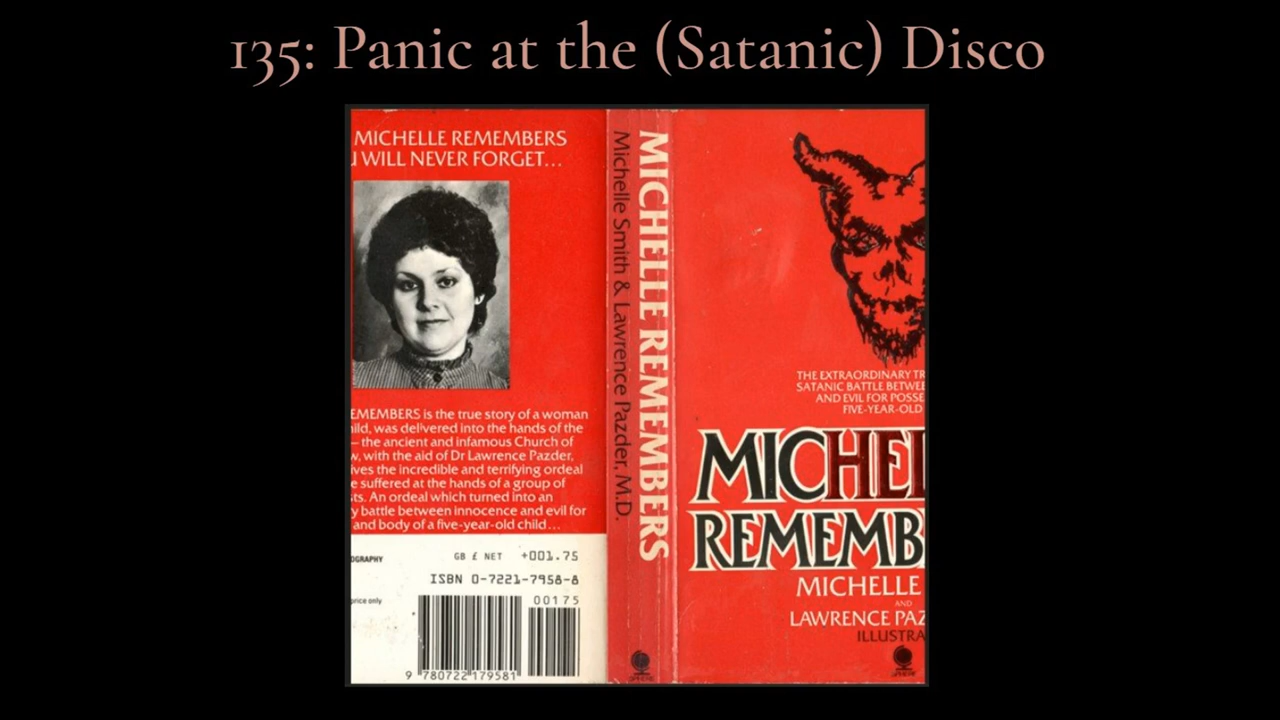 135: Panic at the (Satanic) Disco
MICHELLE REMEMBERS
WILL NEVER FORGET...
EMEMBERS is the true story of a woman
ild, was delivered into the hands of the
– the ancient and infamous Church of
w, with the aid of Dr Lawrence Pazder,
ives the incredible and terrifying ordeal
e suffered at the hands of a group of
sts. An ordeal which turned into an
y battle between innocence and evil for
and body of a five-year-old child...
OGRAPHY
GB £ NET +001.75
ISBN 0-7221-7958-8
price only
00175
9 780722 179581
MICHELLE REMEMBERS
Michelle Smith & Lawrence Pazder, M.D.
SPHERE
THE EXTRAORDINARY TR
SATANIC BATTLE BETWEE
AND EVIL FOR POSSE
FIVE-YEAR-OLD
MICHEL
REMEMB
MICHELLE
AND
LAWRENCE PAZ
ILLUSTRA
SPHERE